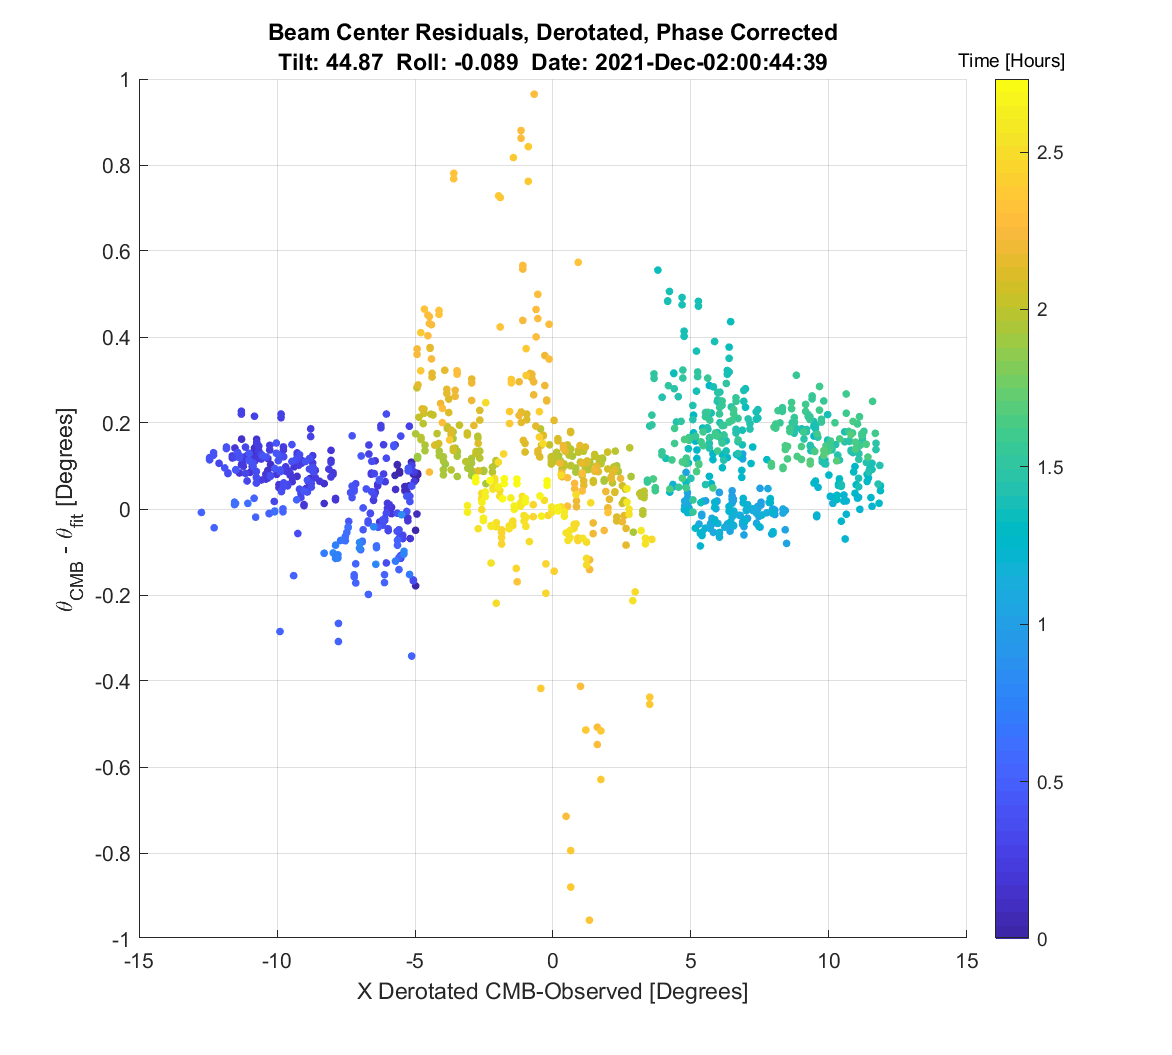 Beam Center Residuals, Derotated, Phase Corrected
Tilt: 44.87 Roll: -0.089 Date: 2021-Dec-02:00:44:39
Time [Hours]
1
0.8
0.6
0.4
0.2
0
-0.2
-0.4
-0.6
-0.8
-1
θCMB - θfit [Degrees]
-15 -10 -5 0 5 10 15
X Derotated CMB-Observed [Degrees]
2.5
2
1.5
1
0.5
0